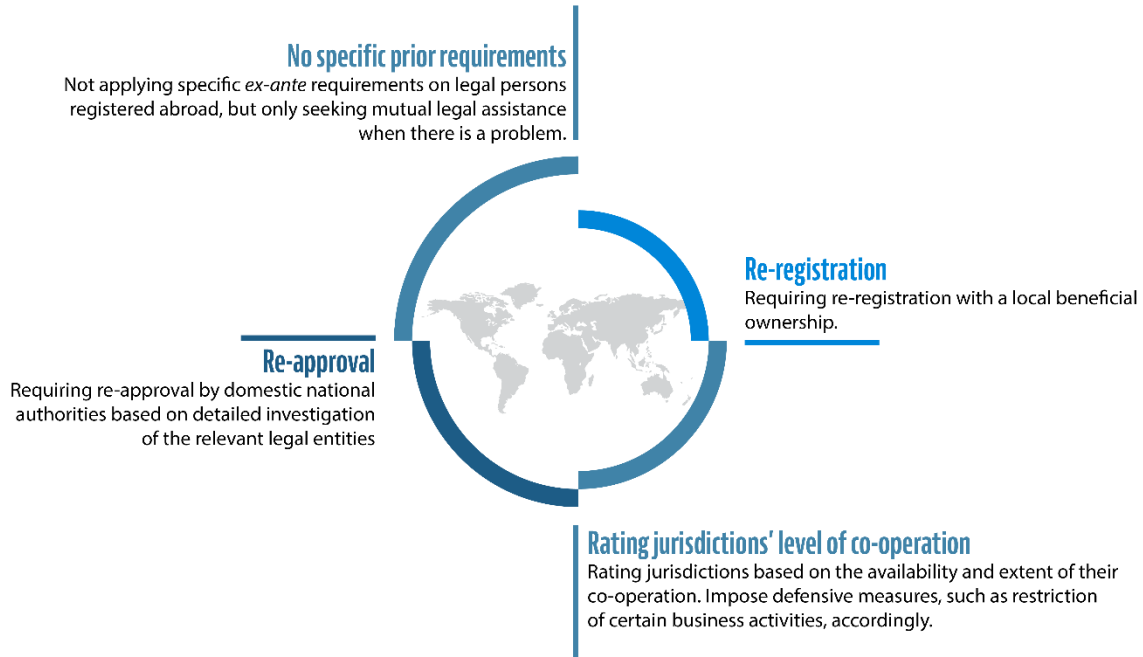 No specific prior requirements
Not applying specific ex-ante requirements on legal persons
registered abroad, but only seeking mutual legal assistance
when there is a problem.
Re-registration
Requiring re-registration with a local beneficial
ownership.
Re-approval
Requiring re-approval by domestic national
authorities based on detailed investigation
of the relevant legal entities
Rating jurisdictions' level of co-operation
Rating jurisdictions based on the availability and extent of their
co-operation. Impose defensive measures, such as restriction
of certain business activities, accordingly.